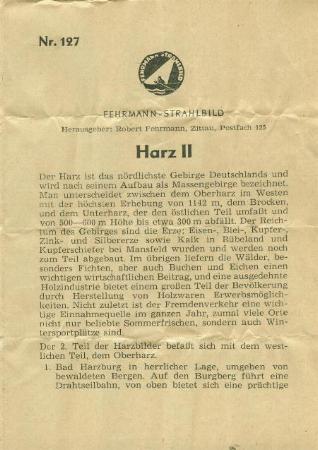 Nr. 127
FEHRMANN STRAHLBILD
FEHRMANN-STRAHLBILD
Herausgeber: Robert Fehrmann, Zittau, Postfach 125
Harz II
Der Harz ist das nördlichste Gebirge Deutschlands und
wird nach seinem Aufbau als Massengebirge bezeichnet.
Man unterscheidet zwischen dem Oberharz im Westen
mit der höchsten Erhebung von 1142 m, dem Brocken,
und dem Unterharz, der den östlichen Teil umfaßt und
von 500—600 m Höhe bis etwa 300 m abfällt. Der Reich-
tum des Gebirges sind die Erze; Eisen-, Blei-, Kupfer-,
Zink- und Silbererze sowie Kalk in Rübeland und
Kupferschiefer bei Mansfeld wurden und werden noch
zum Teil abgebaut. Im übrigen liefern die Wälder, be-
sonders Fichten, aber auch Buchen und Eichen einen
wichtigen wirtschaftlichen Beitrag, und eine ausgedehnte
Holzindustrie bietet einem großen Teil der Bevölkerung
durch Herstellung von Holzwaren Erwerbsmöglich-
keiten. Nicht zuletzt ist der Fremdenverkehr eine wich-
tige Einnahmequelle im ganzen Jahr, zumal viele Orte
nicht nur beliebte Sommerfrischen, sondern auch Win-
tersportplätze sind.
Der 2. Teil der Harzbilder befaßt sich mit dem west-
lichen Teil, dem Oberharz.
1. Bad Harzburg in herrlicher Lage, umgeben von
bewaldeten Bergen. Auf den Burgberg führt eine
Drahtseilbahn, von oben bietet sich eine prächtige